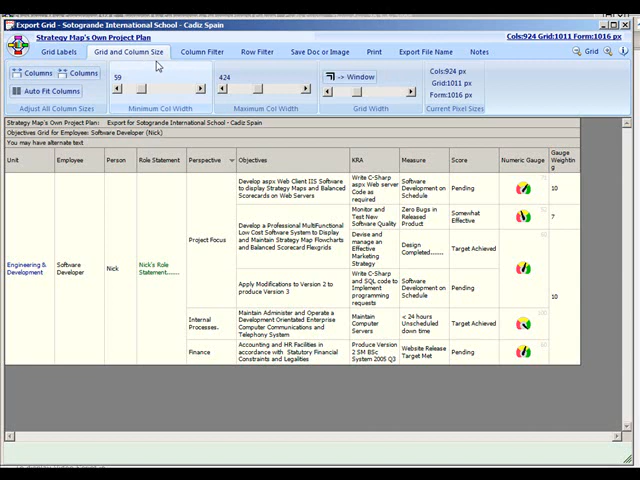 Export Grid - Sotogrande International School - Cadiz Spain
Strategy Map's Own Project Plan
Cols:924 px Grid:1011 Form:1016 px
Grid Labels
Grid and Column Size
Column Filter
Row Filter
Save Doc or Image
Print
Export File Name
Notes
Grid
Columns Columns
Auto Fit Columns
Adjust All Column Sizes
59
Minimum Col Width
424
Maximum Col Width
-> Window
Grid Width
Cols:924 px
Grid:1011 px
Form:1016 px
Current Pixel Sizes
Strategy Map's Own Project Plan: Export for Sotogrande International School - Cadiz Spain
Objectives Grid for Employee: Software Developer (Nick)
You may have alternate text
Unit
Employee
Person
Role Statement
Perspective
Objectives
KRA
Measure
Score
Numeric Gauge
Gauge
Weightin
g
Engineering &
Development
Software
Developer
Nick
Nick's Role
Statement......
Project Focus
Develop aspx Web Client IIS Software
to display Strategy Maps and Balanced
Scorecards on Web Servers
Write C-Sharp
aspx Web server
Code as
required
Software
Development on
Schedule
Pending
10
Develop a Professional MultiFunctional
Low Cost Software System to Display
and Maintain Strategy Map Flowcharts
and Balanced Scorecard Flexgrids
Monitor and
Test New
Software Quality
Zero Bugs in
Released
Product
Somewhat
Effective
7
Devise and
manage an
Effective
Marketing
Strategy
Design
Completed......
Target Achieved
Apply Modifications to Version 2 to
produce Version 3
Write C-Sharp
and SQL code to
Implement
programming
requests
Software
Development on
Schedule
Pending
10
Internal
Processes.
Maintain Administer and Operate a
Development Orientated Enterprise
Computer Communications and
Telephony System
Maintain
Computer
Servers
< 24 hours
Unscheduled
down time
Target Achieved
100
Finance
Accounting and HR Facilities in
accordance with Statutory Financial
Constraints and Legalities
Produce Version
2 SM BSc
System 2005 Q3
Website Release
Target Met
Pending